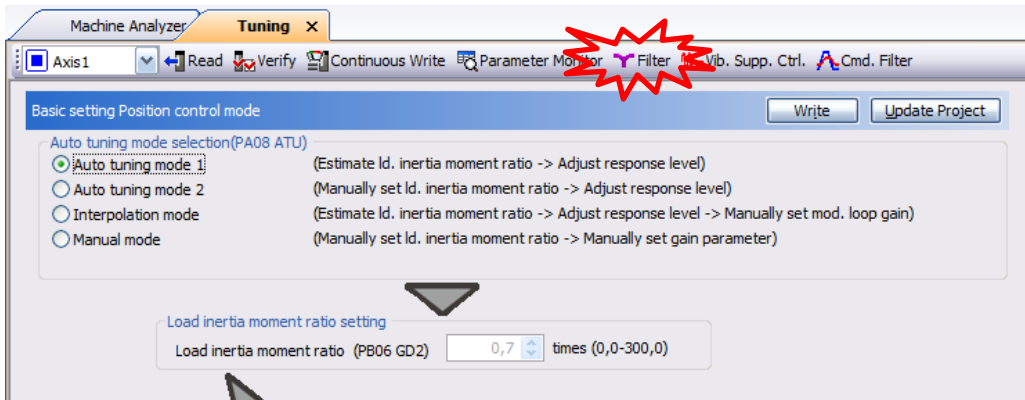 Machine Analyzer Tuning X
Axis1 Read Verify Continuous Write Parameter Monitor Filter Vib. Supp. Ctrl. Cmd. Filter
Basic setting Position control mode Write Update Project
Auto tuning mode selection(PA08 ATU)
Auto tuning mode 1 (Estimate ld. inertia moment ratio -> Adjust response level)
Auto tuning mode 2 (Manually set ld. inertia moment ratio -> Adjust response level)
Interpolation mode (Estimate ld. inertia moment ratio -> Adjust response level -> Manually set mod. loop gain)
Manual mode (Manually set ld. inertia moment ratio -> Manually set gain parameter)
Load inertia moment ratio setting
Load inertia moment ratio (PB06 GD2) 0,7 times (0,0-300,0)